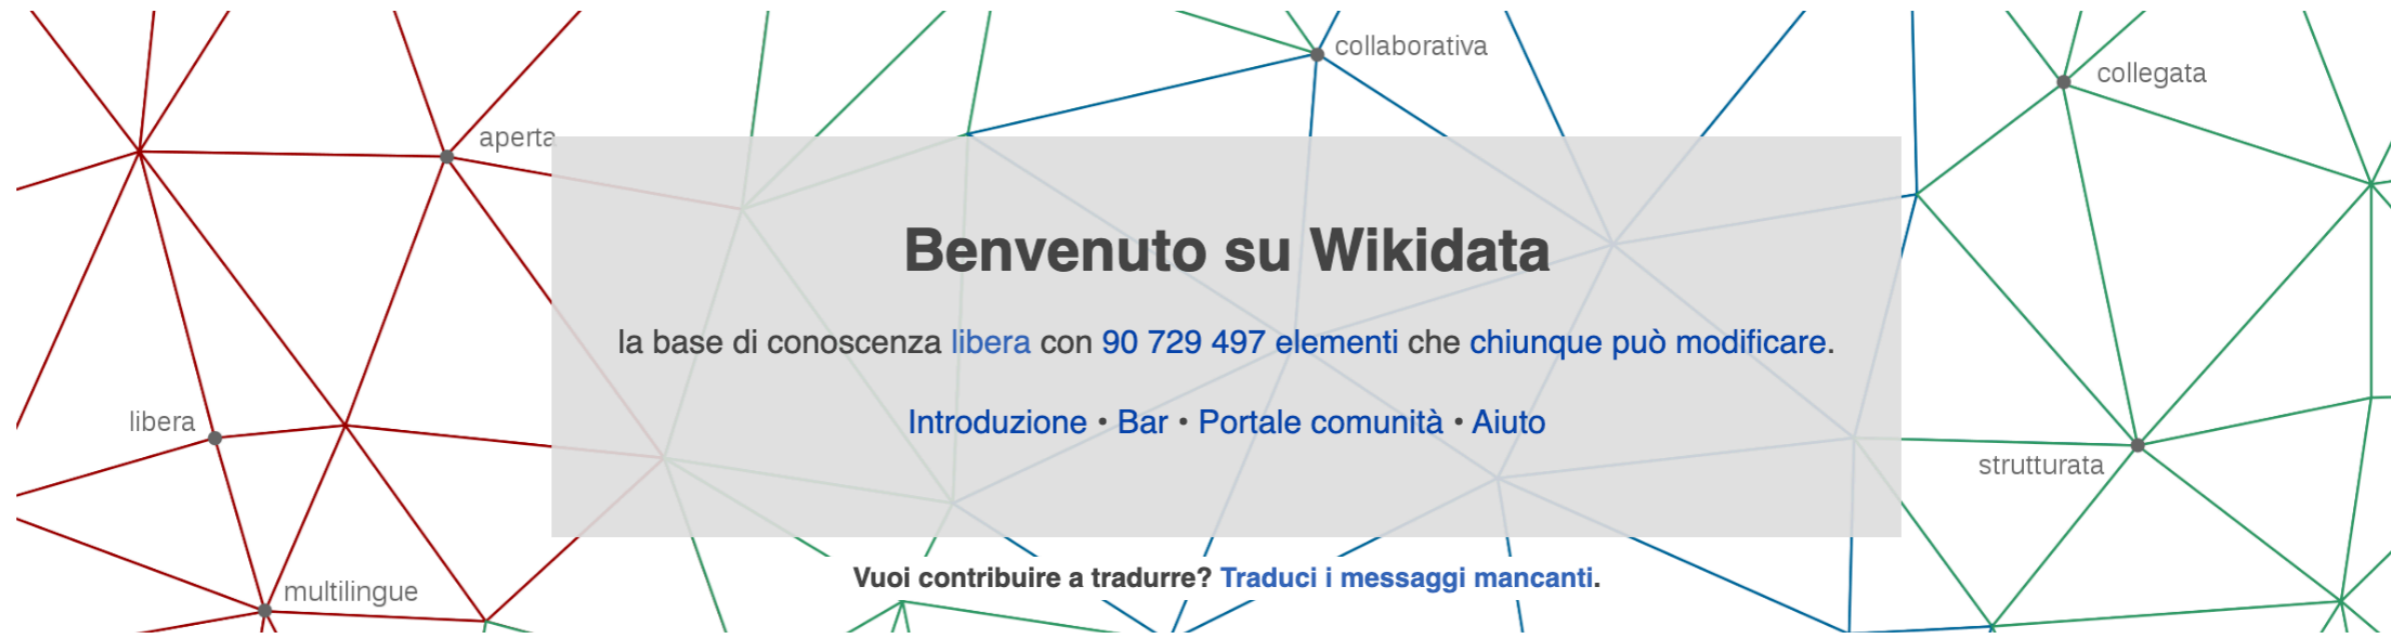 collaborativa
collegata
aperta
Benvenuto su Wikidata
la base di conoscenza libera con 90 729 497 elementi che chiunque può modificare.
Introduzione • Bar • Portale comunità • Aiuto
libera
strutturata
Vuoi contribuire a tradurre? Traduci i messaggi mancanti.
multilingue